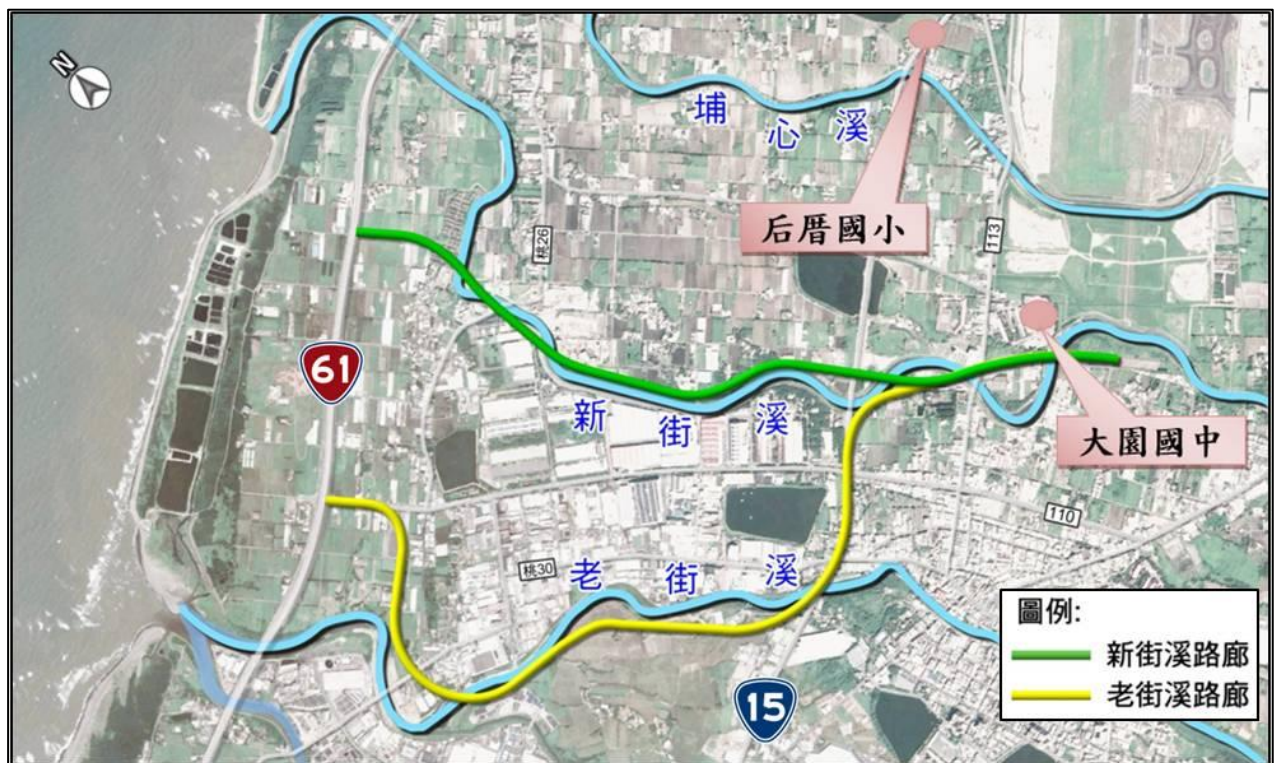 N
埔心溪
后厝國小
113
桃26
61
新街溪
大園國中
110
桃30
老街溪
15
圖例:
新街溪路廊
老街溪路廊